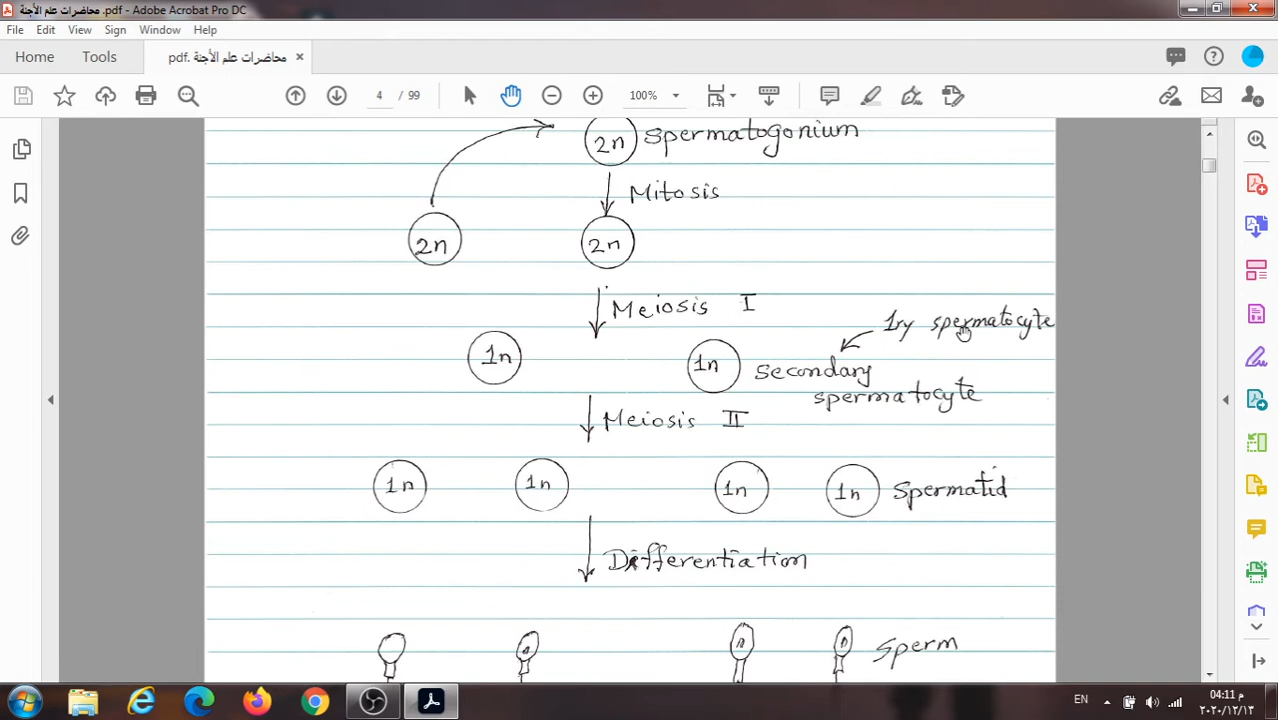 محاضرات علم الأجنة.pdf - Adobe Acrobat Pro DC
File Edit View Sign Window Help
Home Tools محاضرات علم الأجنة.pdf ×
4 / 99 100%
2n spermatogonium
Mitosis
2n 2n
Meiosis I
1ry spermatocyte
1n 1n secondary
spermatocyte
Meiosis II
1n 1n 1n 1n spermatid
Differentiation
sperm
EN 04:11 م
٢٠٢٠/١٢/١٣